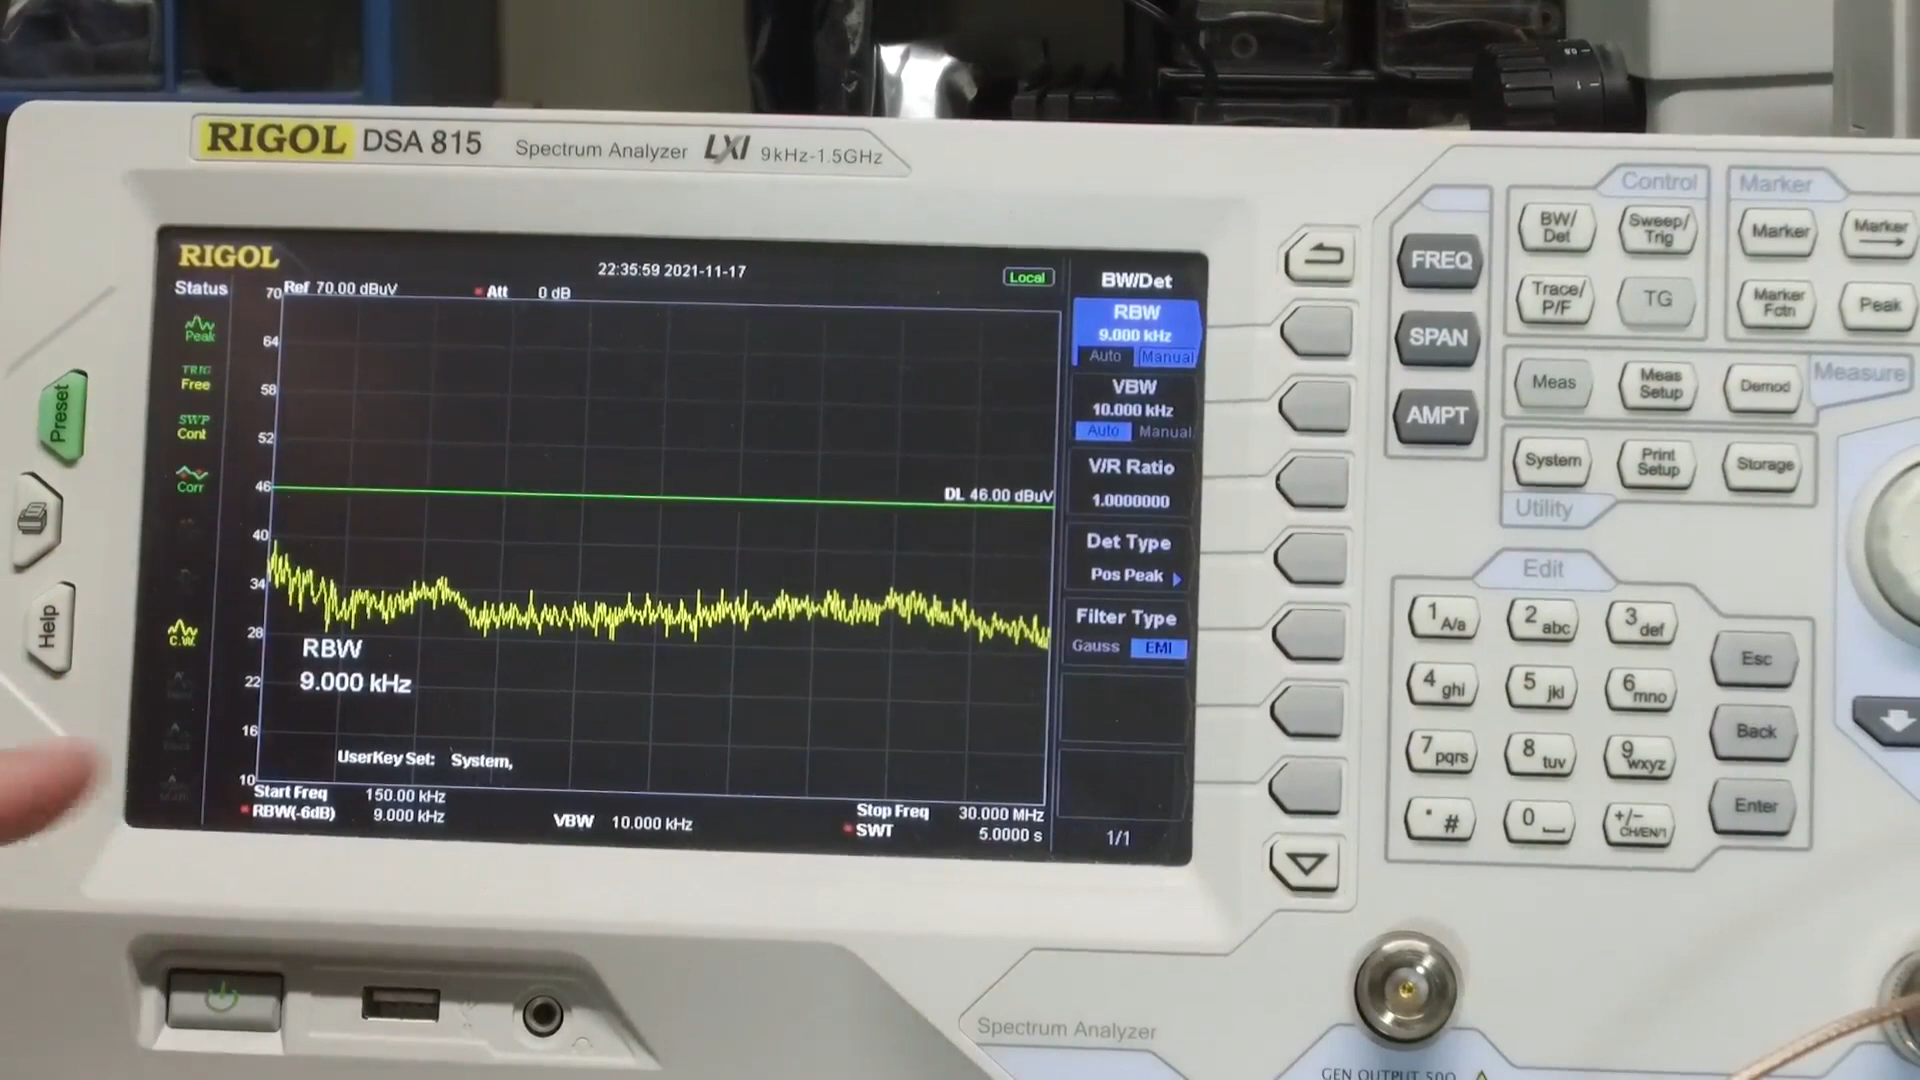 RIGOL DSA 815 Spectrum Analyzer LXI 9kHz-1.5GHz
RIGOL
22:35:59 2021-11-17
Local
Status
Ref 70.00 dBuV
Att 0 dB
Peak
TRIG
Free
SWP
Cont
Corr
C.W.
70
64
58
52
46
40
34
28
22
16
10
DL 46.00 dBuV
RBW
9.000 kHz
UserKey Set: System,
Start Freq 150.00 kHz
RBW(-6dB) 9.000 kHz
VBW 10.000 kHz
Stop Freq 30.000 MHz
SWT 5.0000 s
BW/Det
RBW
9.000 kHz
Auto Manual
VBW
10.000 kHz
Auto Manual
V/R Ratio
1.0000000
Det Type
Pos Peak
Filter Type
Gauss EMI
1/1
Preset
Help
FREQ
SPAN
AMPT
Control
BW/
Det
Sweep/
Trig
Trace/
P/F
TG
Marker
Marker
Marker
Marker
Fctn
Peak
Meas
Meas
Setup
Demod
Measure
System
Print
Setup
Storage
Utility
Edit
1 A/a
2 abc
3 def
4 ghi
5 jkl
6 mno
7 pqrs
8 tuv
9 wxyz
. #
0
+/-
CH/EN/1
Esc
Back
Enter
Spectrum Analyzer
GEN OUTPUT 50Ω